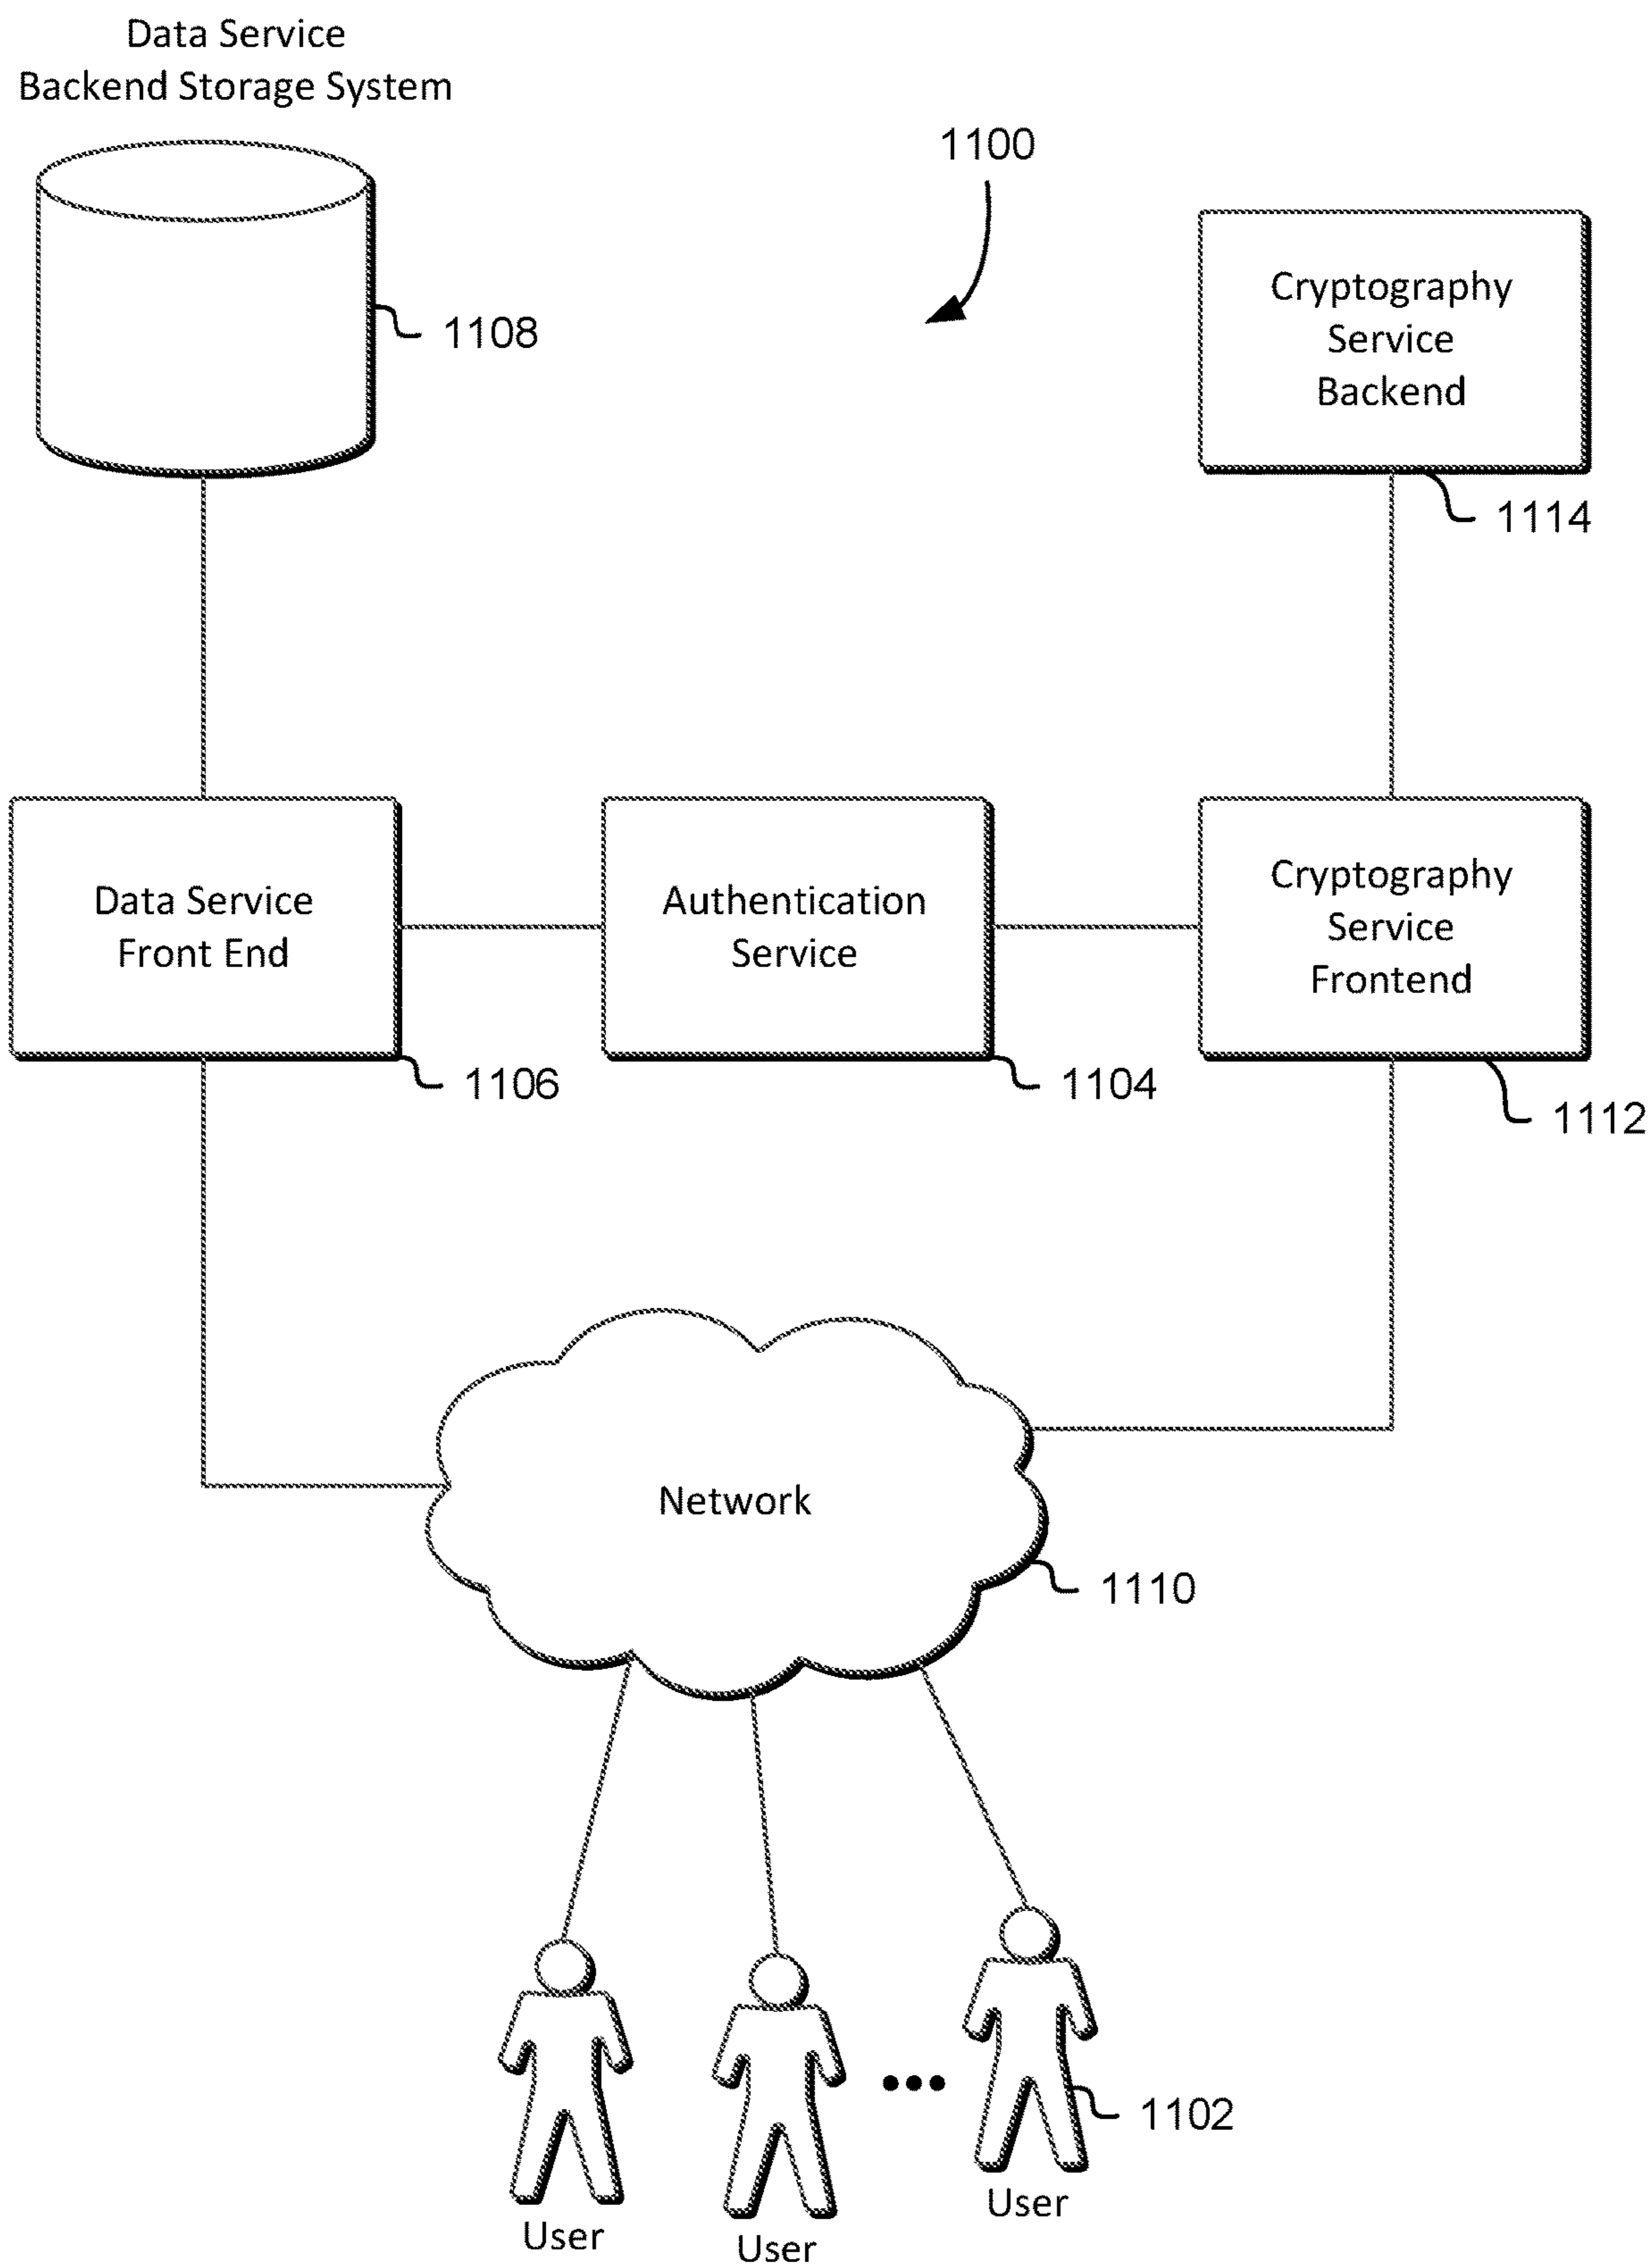 Data Service
Backend Storage System
1100
1108
Cryptography
Service
Backend
1114
Data Service
Front End
1106
Authentication
Service
1104
Cryptography
Service
Frontend
1112
Network
1110
1102
User
User
User